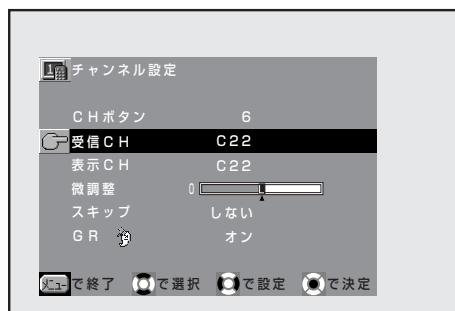 1 チャンネル設定
CHボタン 6
受信CH C22
表示CH C22
微調整 0
スキップ しない
GR オン
メニューで終了 で選択 で設定 で決定